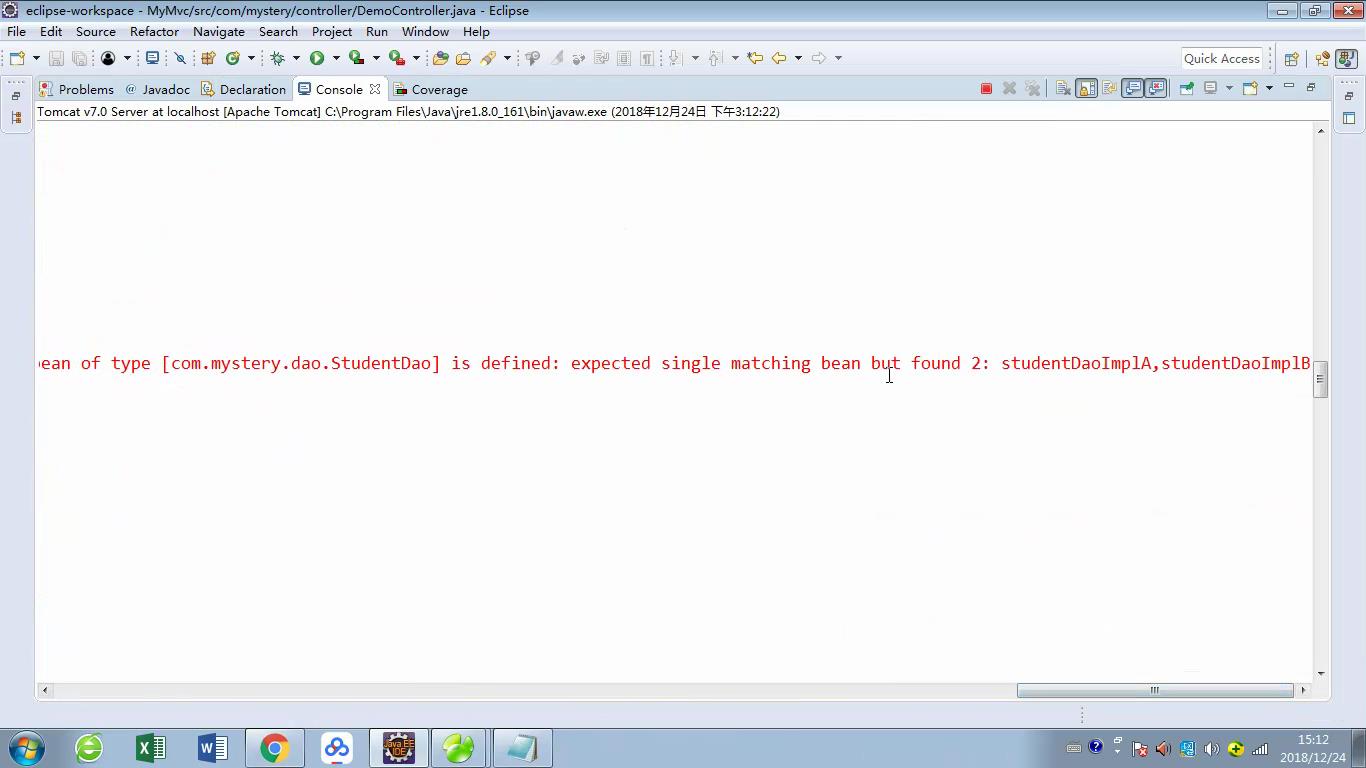 eclipse-workspace - MyMvc/src/com/mystery/controller/DemoController.java - Eclipse
File Edit Source Refactor Navigate Search Project Run Window Help
Quick Access
Problems @ Javadoc Declaration Console Coverage
Tomcat v7.0 Server at localhost [Apache Tomcat] C:\Program Files\Java\jre1.8.0_161\bin\javaw.exe (2018年12月24日 下午3:12:22)
ean of type [com.mystery.dao.StudentDao] is defined: expected single matching bean but found 2: studentDaoImplA,studentDaoImplB
Java EE
IDE
15:12
2018/12/24